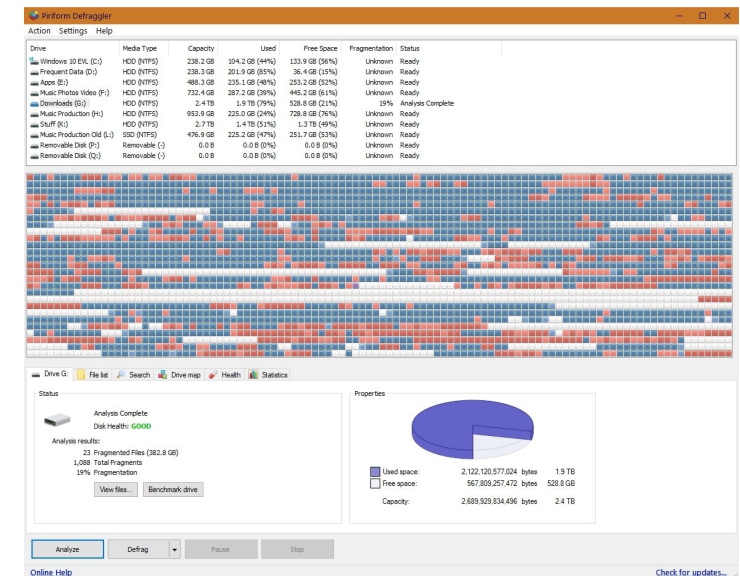 Piriform Defraggler
Action Settings Help
Drive Media Type Capacity Used Free Space Fragmentation Status
Windows 10 EVL (C:) HDD (NTFS) 238.2 GB 104.2 GB (44%) 133.9 GB (56%) Unknown Ready
Frequent Data (D:) HDD (NTFS) 238.3 GB 201.9 GB (85%) 36.4 GB (15%) Unknown Ready
Apps (E:) HDD (NTFS) 488.3 GB 235.1 GB (48%) 253.2 GB (52%) Unknown Ready
Music Photos Video (F:) HDD (NTFS) 732.4 GB 287.2 GB (39%) 445.2 GB (61%) Unknown Ready
Downloads (G:) HDD (NTFS) 2.4 TB 1.9 TB (79%) 528.8 GB (21%) 19% Analysis Complete
Music Production (H:) HDD (NTFS) 953.9 GB 225.0 GB (24%) 728.8 GB (76%) Unknown Ready
Stuff (K:) HDD (NTFS) 2.7 TB 1.4 TB (51%) 1.3 TB (49%) Unknown Ready
Music Production Old (L:) SSD (NTFS) 476.9 GB 225.2 GB (47%) 251.7 GB (53%) Unknown Ready
Removable Disk (P:) Removable (-) 0.0 B 0.0 B (0%) 0.0 B (0%) Unknown Ready
Removable Disk (Q:) Removable (-) 0.0 B 0.0 B (0%) 0.0 B (0%) Unknown Ready
Drive G: File list Search Drive map Health Statistics
Status
Analysis Complete
Disk Health: GOOD
Analysis results:
23 Fragmented Files (382.8 GB)
1,088 Total Fragments
19% Fragmentation
View files... Benchmark drive
Properties
Used space: 2,122,120,577,024 bytes 1.9 TB
Free space: 567,809,257,472 bytes 528.8 GB
Capacity: 2,689,929,834,496 bytes 2.4 TB
Analyze Defrag Pause Stop
Online Help Check for updates...